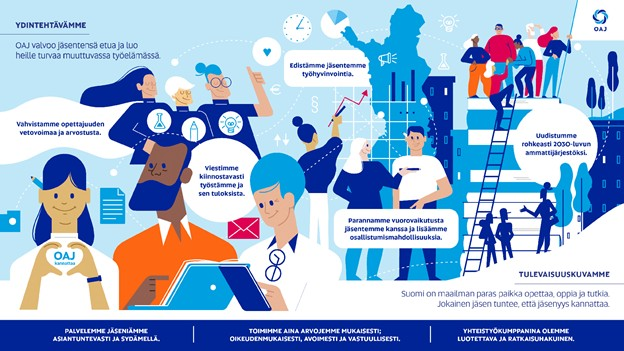 YDINTEHTÄVÄMME
OAJ valvoo jäsentensä etua ja luo
heille turvaa muuttuvassa työelämässä.
OAJ
Edistämme jäsentemme
työhyvinvointia.
Vahvistamme opettajuuden
vetovoimaa ja arvostusta.
Uudistumme
rohkeasti 2030-luvun
ammattijärjestöksi.
Viestimme
kiinnostavasti
työstämme ja
sen tuloksista.
Parannamme vuorovaikutusta
jäsentemme kanssa ja lisäämme
osallistumismahdollisuuksia.
OAJ
kannattaa
TULEVAISUUSKUVAMME
Suomi on maailman paras paikka opettaa, oppia ja tutkia.
Jokainen jäsen tuntee, että jäsenyys kannattaa.
PALVELEMME JÄSENIÄMME
ASIANTUNTEVASTI JA SYDÄMELLÄ.
TOIMIMME AINA ARVOJEMME MUKAISESTI;
OIKEUDENMUKAISESTI, AVOIMESTI JA VASTUULLISESTI.
YHTEISTYÖKUMPPANINA OLEMME
LUOTETTAVA JA RATKAISUHAKUINEN.